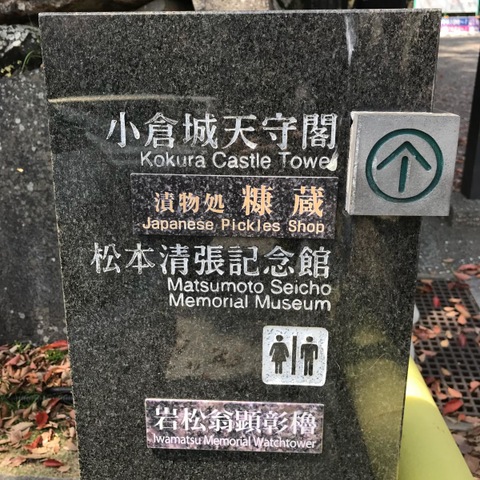 小倉城天守閣
Kokura Castle Tower
漬物処 糠蔵
Japanese Pickles Shop
松本清張記念館
Matsumoto Seicho
Memorial Museum
岩松翁顕彰櫓
Iwamatsu Memorial Watchtower